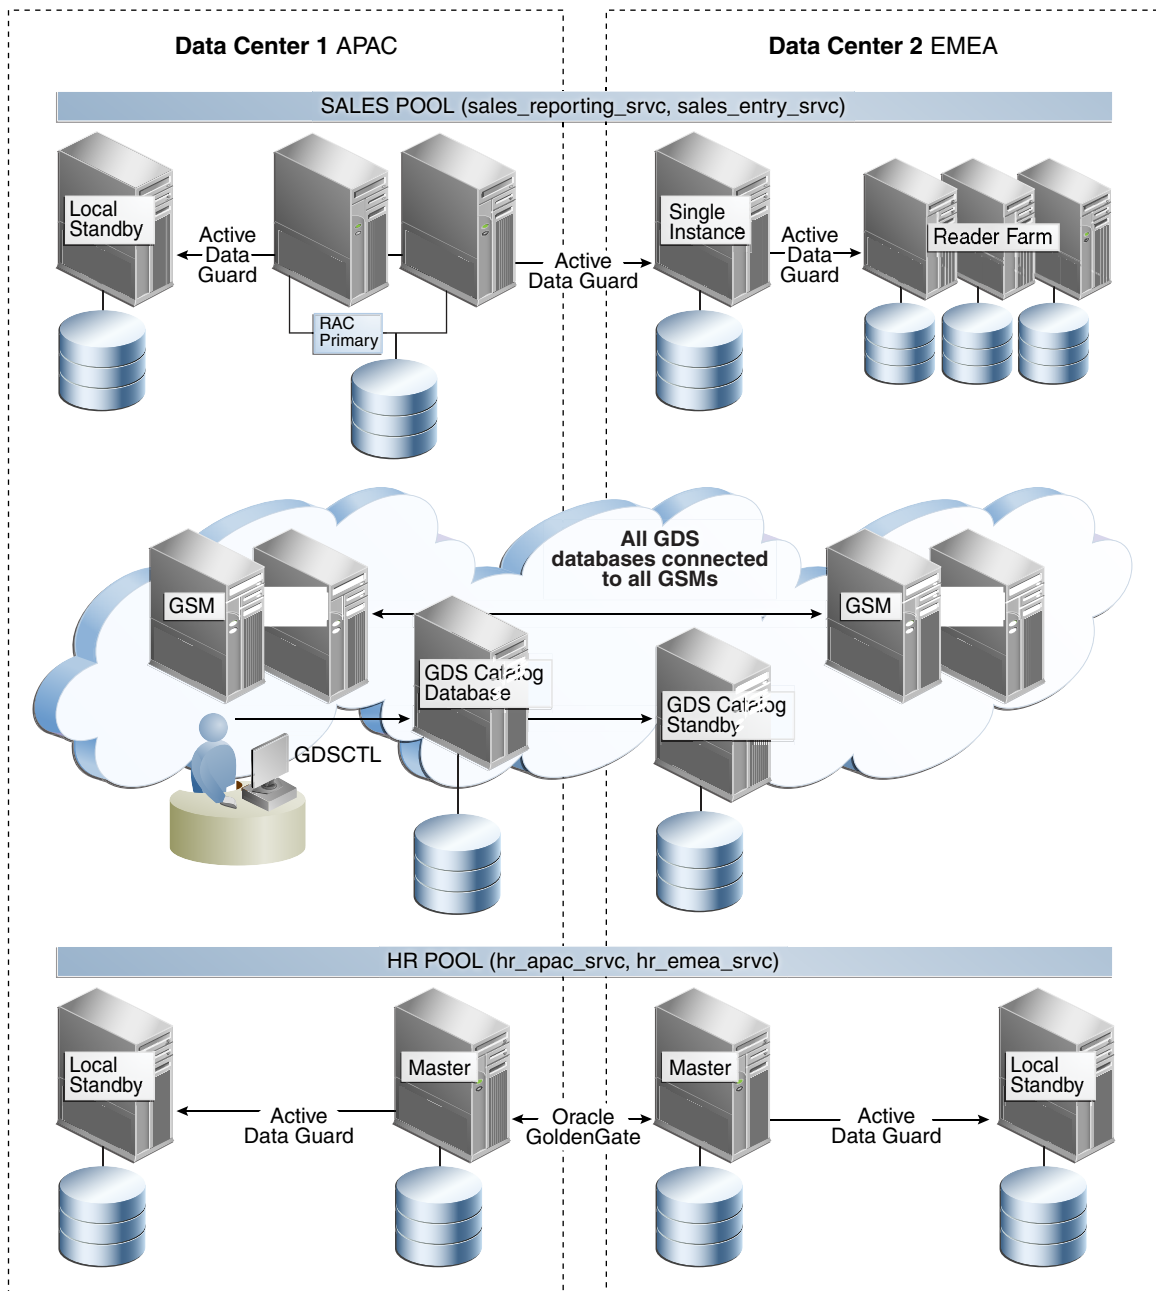 Data Center 1 APAC
Data Center 2 EMEA
SALES POOL (sales_reporting_srvc, sales_entry_srvc)
Local
Standby
Active
Data
Guard
RAC
Primary
Active
Data Guard
Single
Instance
Active
Data
Guard
Reader Farm
All GDS
databases connected
to all GSMs
GSM
GSM
GDS Catalog
Database
GDS Catalog
Standby
GDSCTL
HR POOL (hr_apac_srvc, hr_emea_srvc)
Local
Standby
Active
Data Guard
Master
Oracle
GoldenGate
Master
Active
Data Guard
Local
Standby